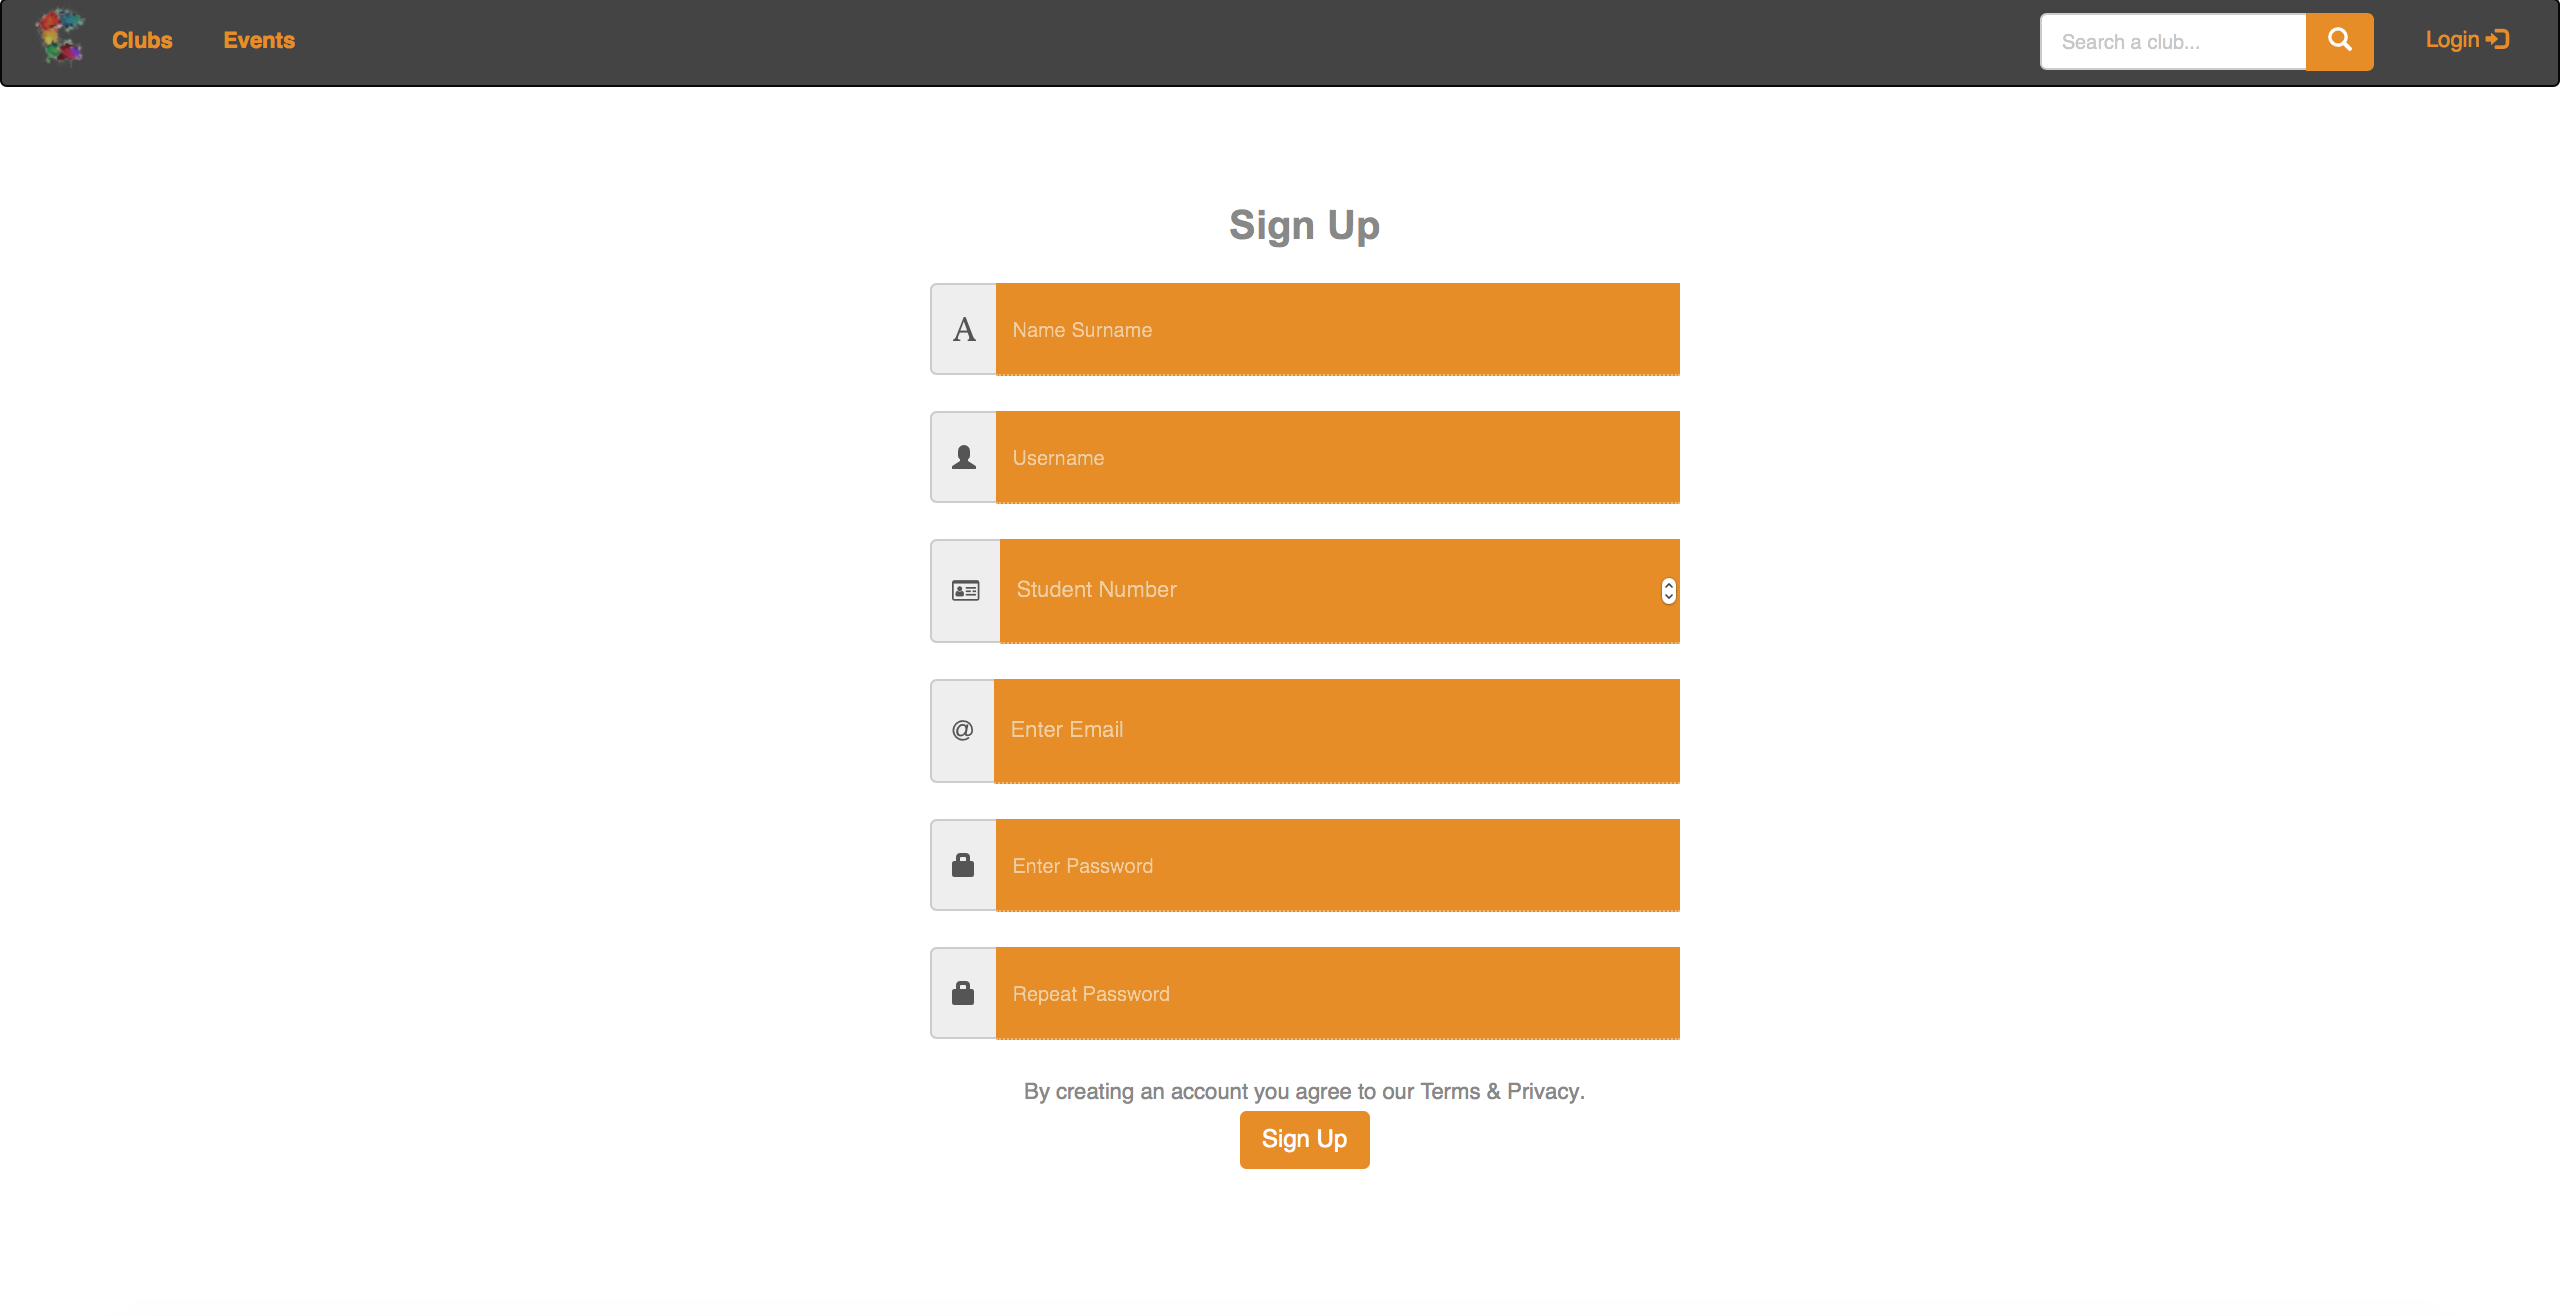 Clubs Events Search a club... Login
Sign Up
Name Surname
Username
Student Number
@ Enter Email
Enter Password
Repeat Password
By creating an account you agree to our Terms & Privacy.
Sign Up